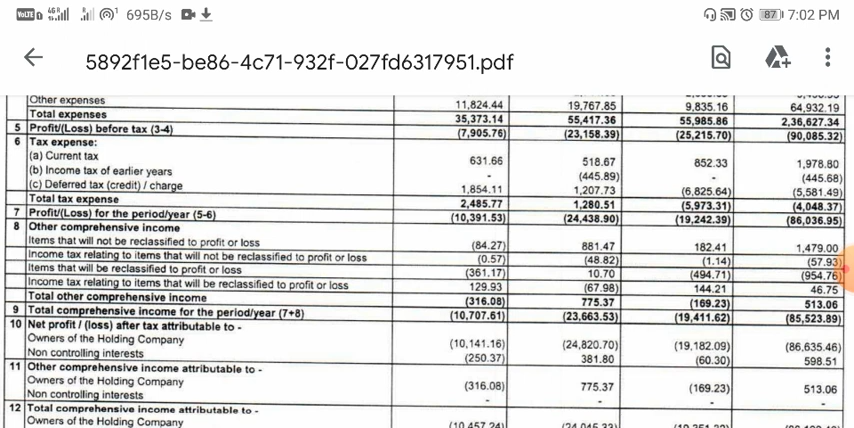 VoLTE 4G 695B/s 87 7:02 PM
5892f1e5-be86-4c71-932f-027fd6317951.pdf
Other expenses 11,824.44 19,767.85 9,835.16 64,932.19
Total expenses 35,373.14 55,417.36 55,985.86 2,36,627.34
5 Profit/(Loss) before tax (3-4) (7,905.76) (23,158.39) (25,215.70) (90,085.32)
6 Tax expense:
(a) Current tax 631.66 518.67 852.33 1,978.80
(b) Income tax of earlier years - (445.89) - (445.68)
(c) Deferred tax (credit) / charge 1,854.11 1,207.73 (6,825.64) (5,581.49)
Total tax expense 2,485.77 1,280.51 (5,973.31) (4,048.37)
7 Profit/(Loss) for the period/year (5-6) (10,391.53) (24,438.90) (19,242.39) (86,036.95)
8 Other comprehensive income
Items that will not be reclassified to profit or loss (84.27) 881.47 182.41 1,479.00
Income tax relating to items that will not be reclassified to profit or loss (0.57) (48.82) (1.14) (57.93)
Items that will be reclassified to profit or loss (361.17) 10.70 (494.71) (954.76)
Income tax relating to items that will be reclassified to profit or loss 129.93 (67.98) 144.21 46.75
Total other comprehensive income (316.08) 775.37 (169.23) 513.06
9 Total comprehensive income for the period/year (7+8) (10,707.61) (23,663.53) (19,411.62) (85,523.89)
10 Net profit / (loss) after tax attributable to -
Owners of the Holding Company (10,141.16) (24,820.70) (19,182.09) (86,635.46)
Non controlling interests (250.37) 381.80 (60.30) 598.51
11 Other comprehensive income attributable to -
Owners of the Holding Company (316.08) 775.37 (169.23) 513.06
Non controlling interests - - - -
12 Total comprehensive income attributable to -
Owners of the Holding Company